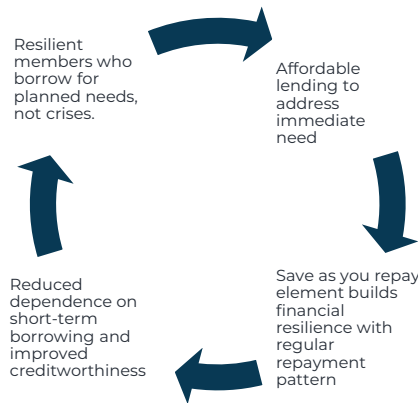 Resilient
members who
borrow for
planned needs,
not crises.
Affordable
lending to
address
immediate
need
Save as you repay
element builds
financial
resilience with
regular
repayment
pattern
Reduced
dependence on
short-term
borrowing and
improved
creditworthiness